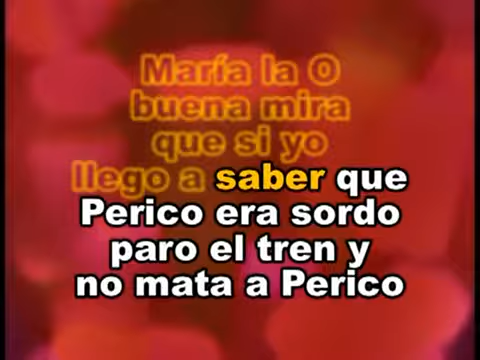 María la O
buena mira
que si yo
llego a saber que
Perico era sordo
paro el tren y
no mata a Perico